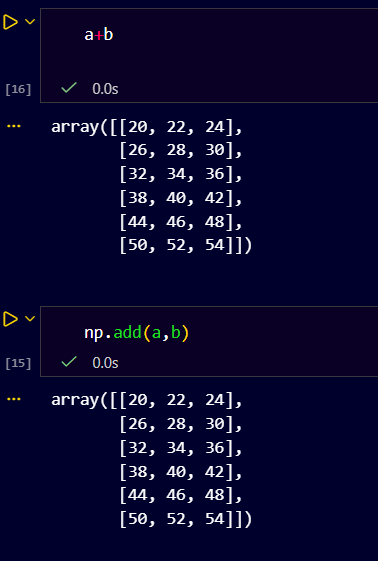 a+b
[16]
0.0s
...
array([[20, 22, 24],
[26, 28, 30],
[32, 34, 36],
[38, 40, 42],
[44, 46, 48],
[50, 52, 54]])
np.add(a,b)
[15]
0.0s
...
array([[20, 22, 24],
[26, 28, 30],
[32, 34, 36],
[38, 40, 42],
[44, 46, 48],
[50, 52, 54]])